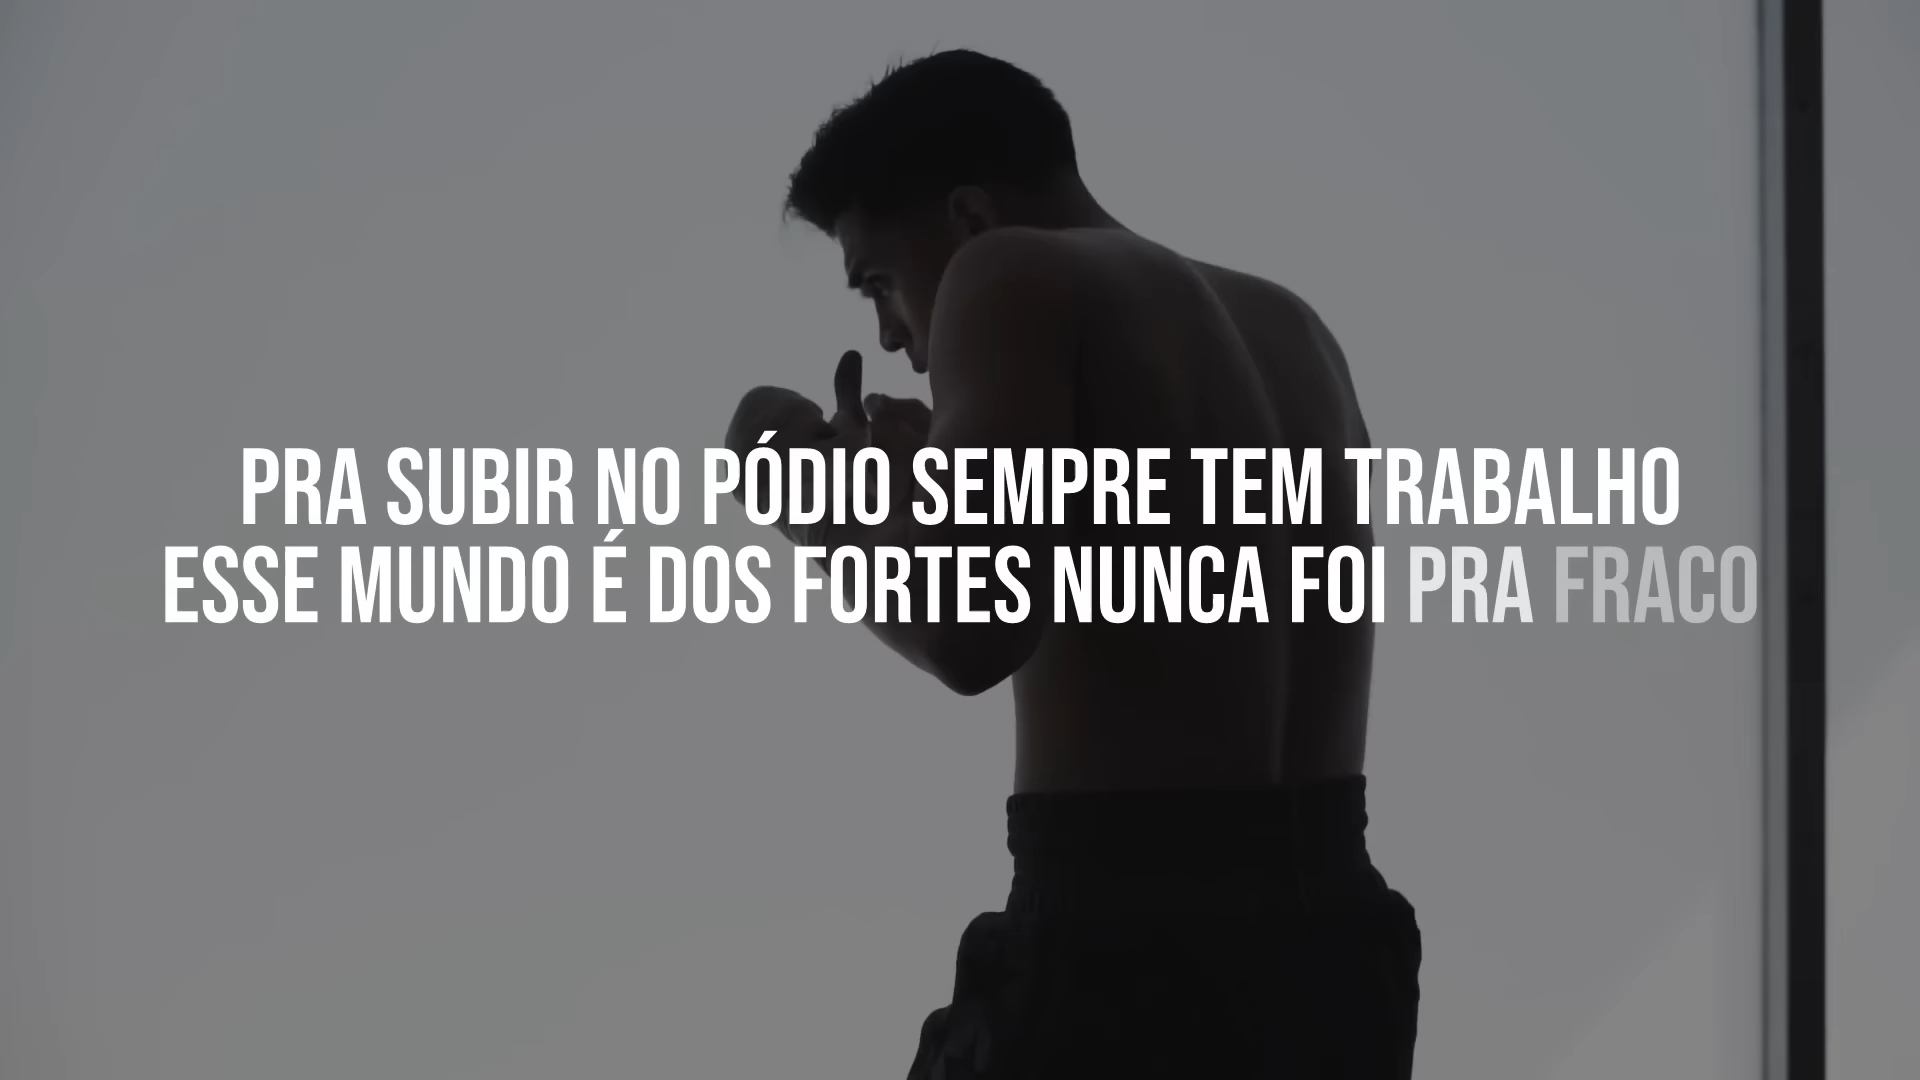 PRA SUBIR NO PÓDIO SEMPRE TEM TRABALHO
ESSE MUNDO É DOS FORTES NUNCA FOI PRA FRACO